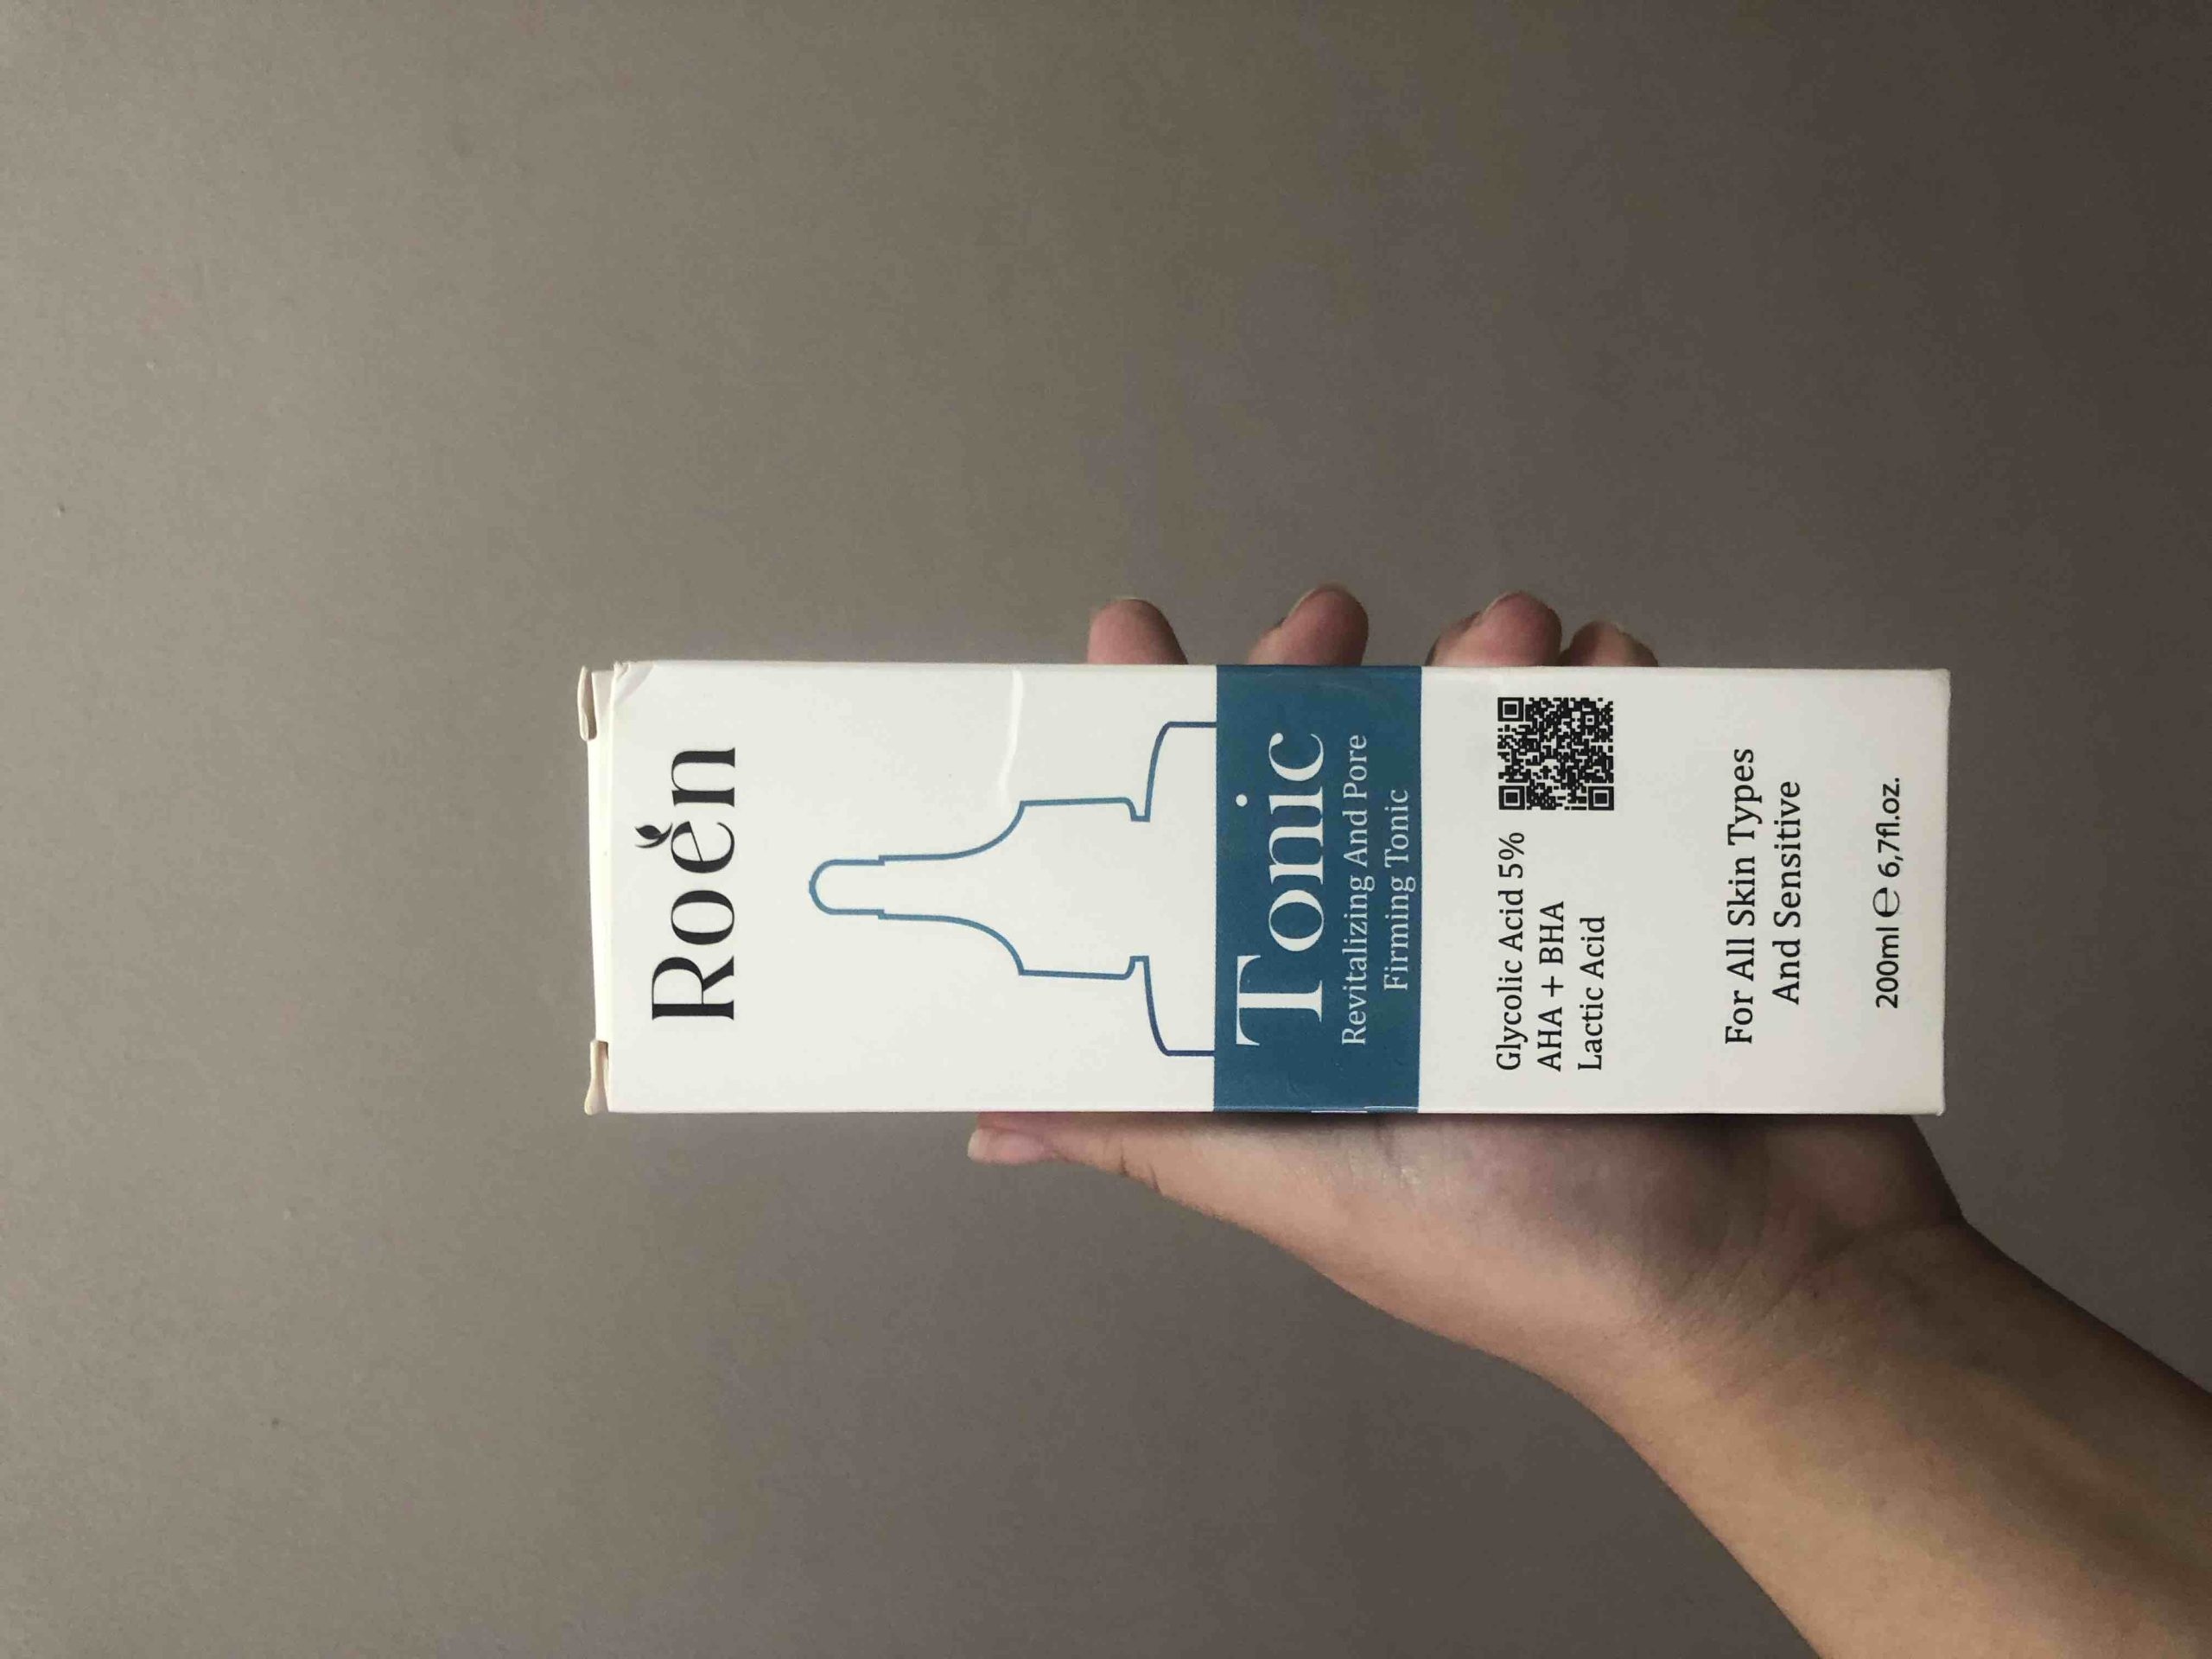 Roen
Tonic
Revitalizing And Pore
Firming Tonic
Glycolic Acid 5%
AHA + BHA
Lactic Acid
For All Skin Types
And Sensitive
200ml ℮ 6,7fl.oz.